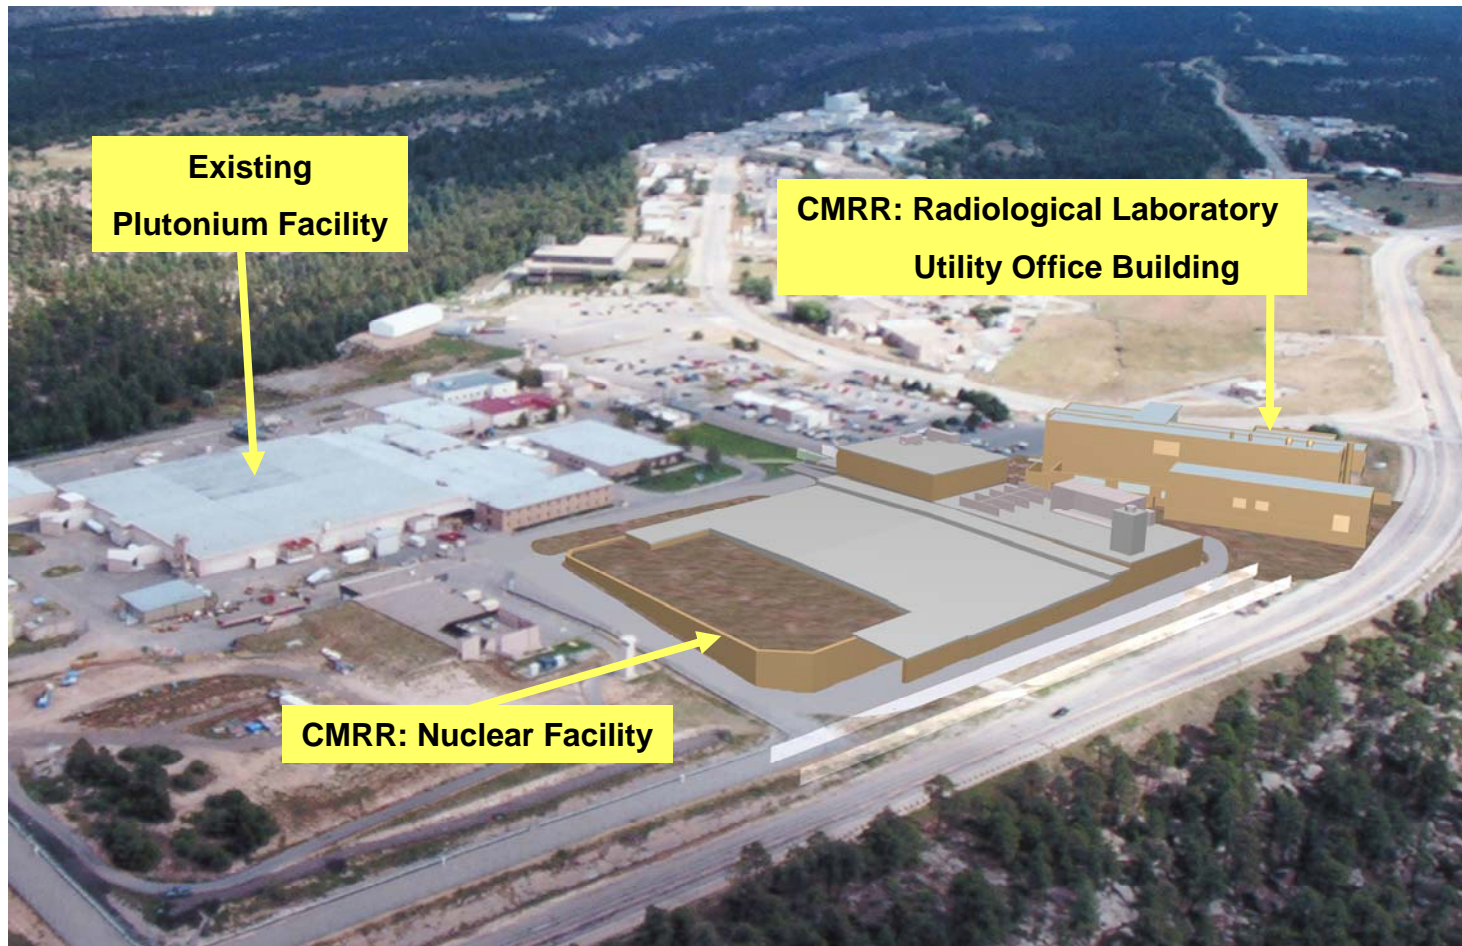 Existing
Plutonium Facility
CMRR: Radiological Laboratory
Utility Office Building
CMRR: Nuclear Facility